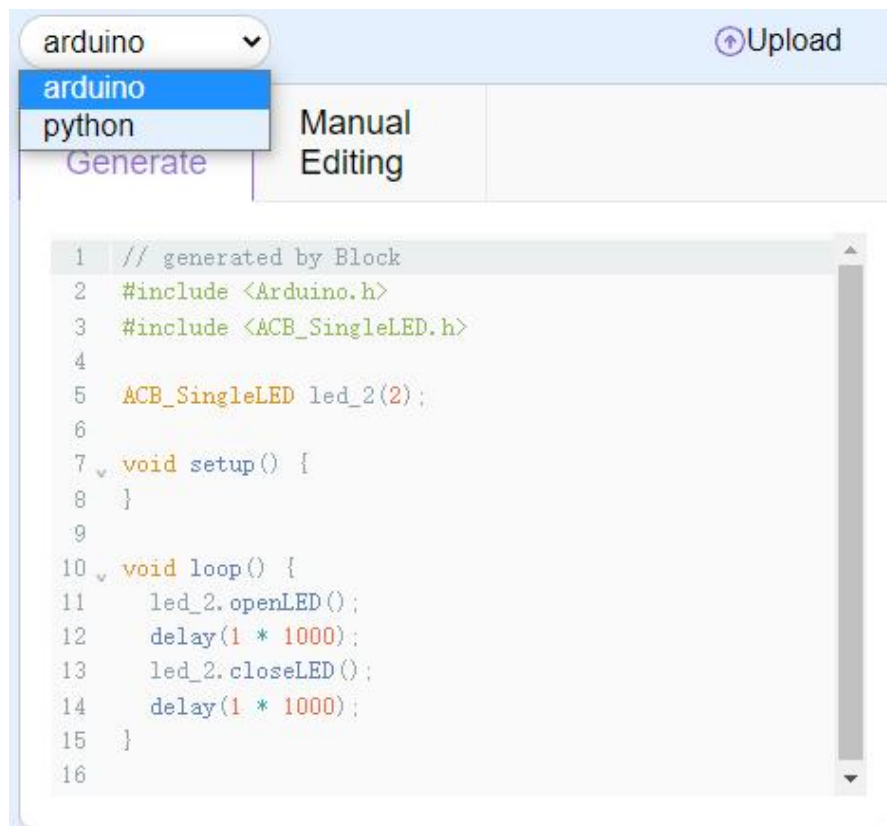 arduino
Upload
arduino
python
Generate
Manual
Editing
1 // generated by Block
2 #include <Arduino.h>
3 #include <ACB_SingleLED.h>
4
5 ACB_SingleLED led_2(2);
6
7 void setup() {
8 }
9
10 void loop() {
11 led_2.openLED();
12 delay(1 * 1000);
13 led_2.closeLED();
14 delay(1 * 1000);
15 }
16